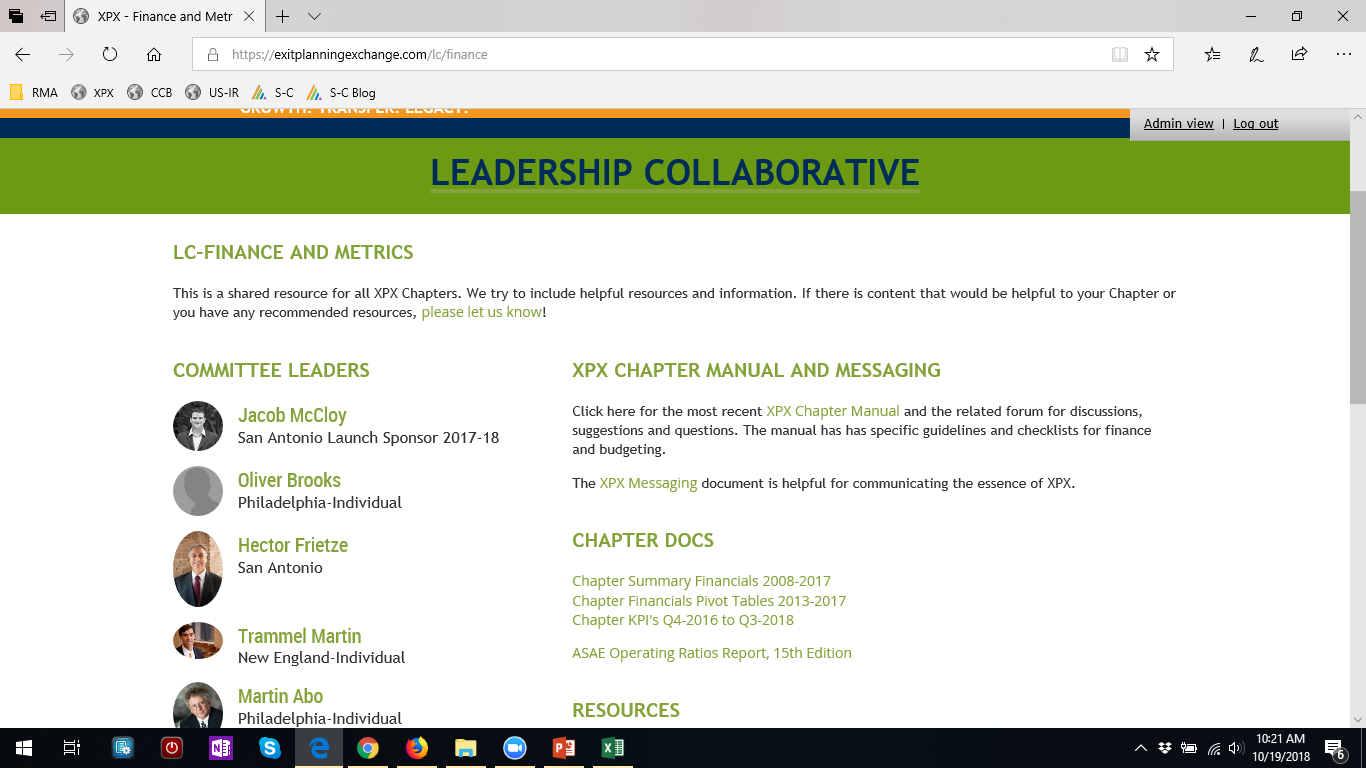 XPX - Finance and Metr
https://exitplanningexchange.com/lc/finance
RMA XPX CCB US-IR S-C S-C Blog
GROWTH. TRANSFER. LEGACY.
Admin view | Log out
LEADERSHIP COLLABORATIVE
LC-FINANCE AND METRICS
This is a shared resource for all XPX Chapters. We try to include helpful resources and information. If there is content that would be helpful to your Chapter or
you have any recommended resources, please let us know!
COMMITTEE LEADERS
Jacob McCloy
San Antonio Launch Sponsor 2017-18
Oliver Brooks
Philadelphia-Individual
Hector Frietze
San Antonio
Trammel Martin
New England-Individual
Martin Abo
Philadelphia-Individual
XPX CHAPTER MANUAL AND MESSAGING
Click here for the most recent XPX Chapter Manual and the related forum for discussions,
suggestions and questions. The manual has has specific guidelines and checklists for finance
and budgeting.
The XPX Messaging document is helpful for communicating the essence of XPX.
CHAPTER DOCS
Chapter Summary Financials 2008-2017
Chapter Financials Pivot Tables 2013-2017
Chapter KPI's Q4-2016 to Q3-2018
ASAE Operating Ratios Report, 15th Edition
RESOURCES
10:21 AM
10/19/2018
6